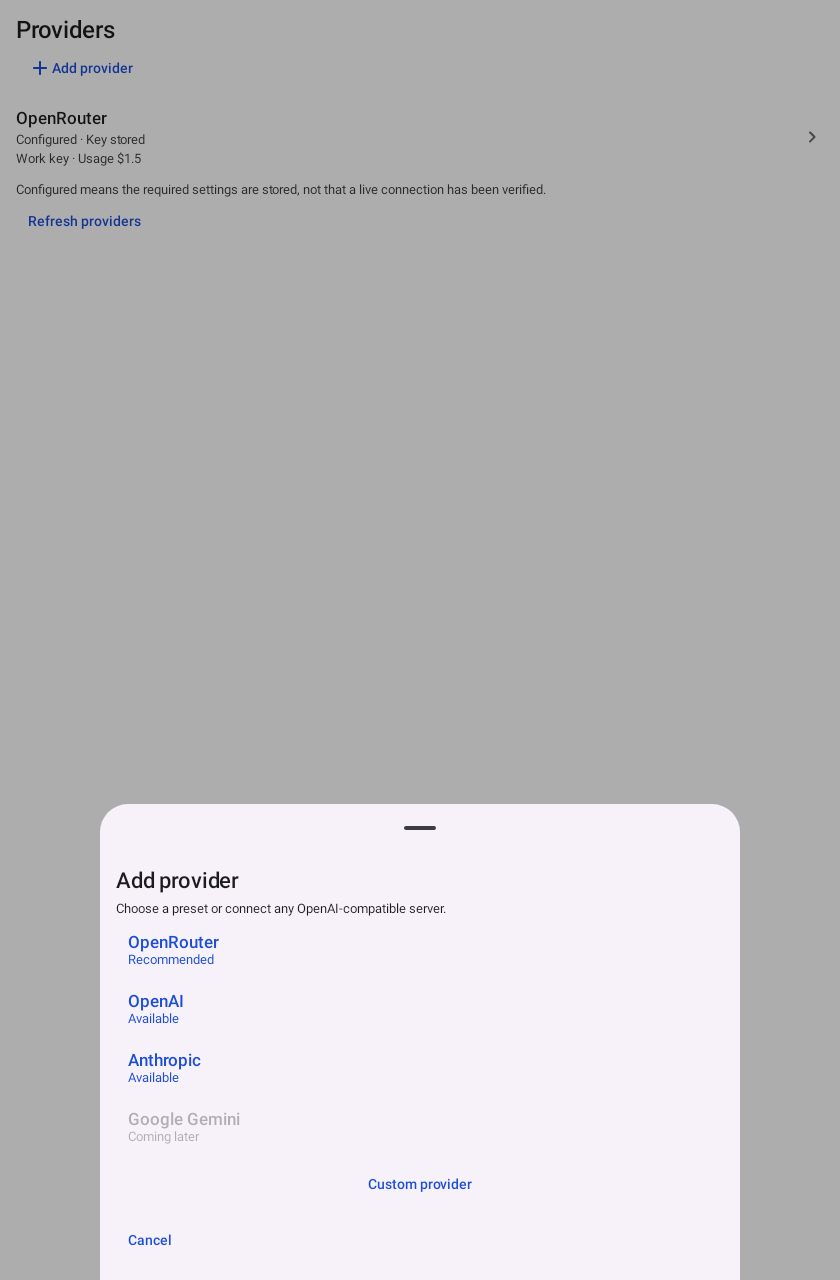 Providers
Add provider
OpenRouter
Configured · Key stored
Work key · Usage $1.5
Configured means the required settings are stored, not that a live connection has been verified.
Refresh providers
Add provider
Choose a preset or connect any OpenAI-compatible server.
OpenRouter
Recommended
OpenAI
Available
Anthropic
Available
Google Gemini
Coming later
Custom provider
Cancel